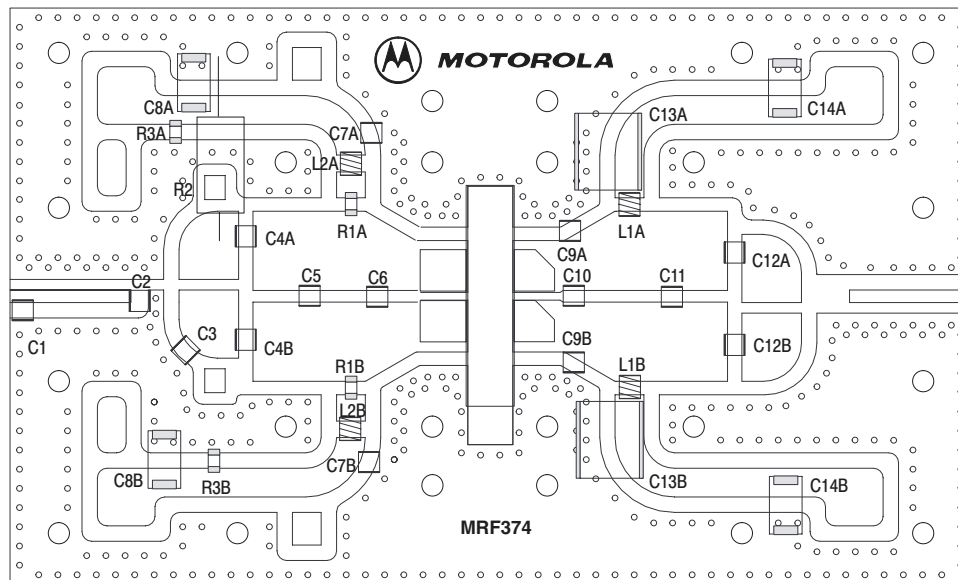 MOTOROLA
C8A
R3A
C7A
L2A
R2
R1A
C13A
C14A
L1A
C9A
C4A
C12A
C5
C6
C10
C11
C2
C1
C3
C4B
C9B
C12B
R1B
L1B
L2B
C7B
C8B
R3B
C13B
C14B
MRF374